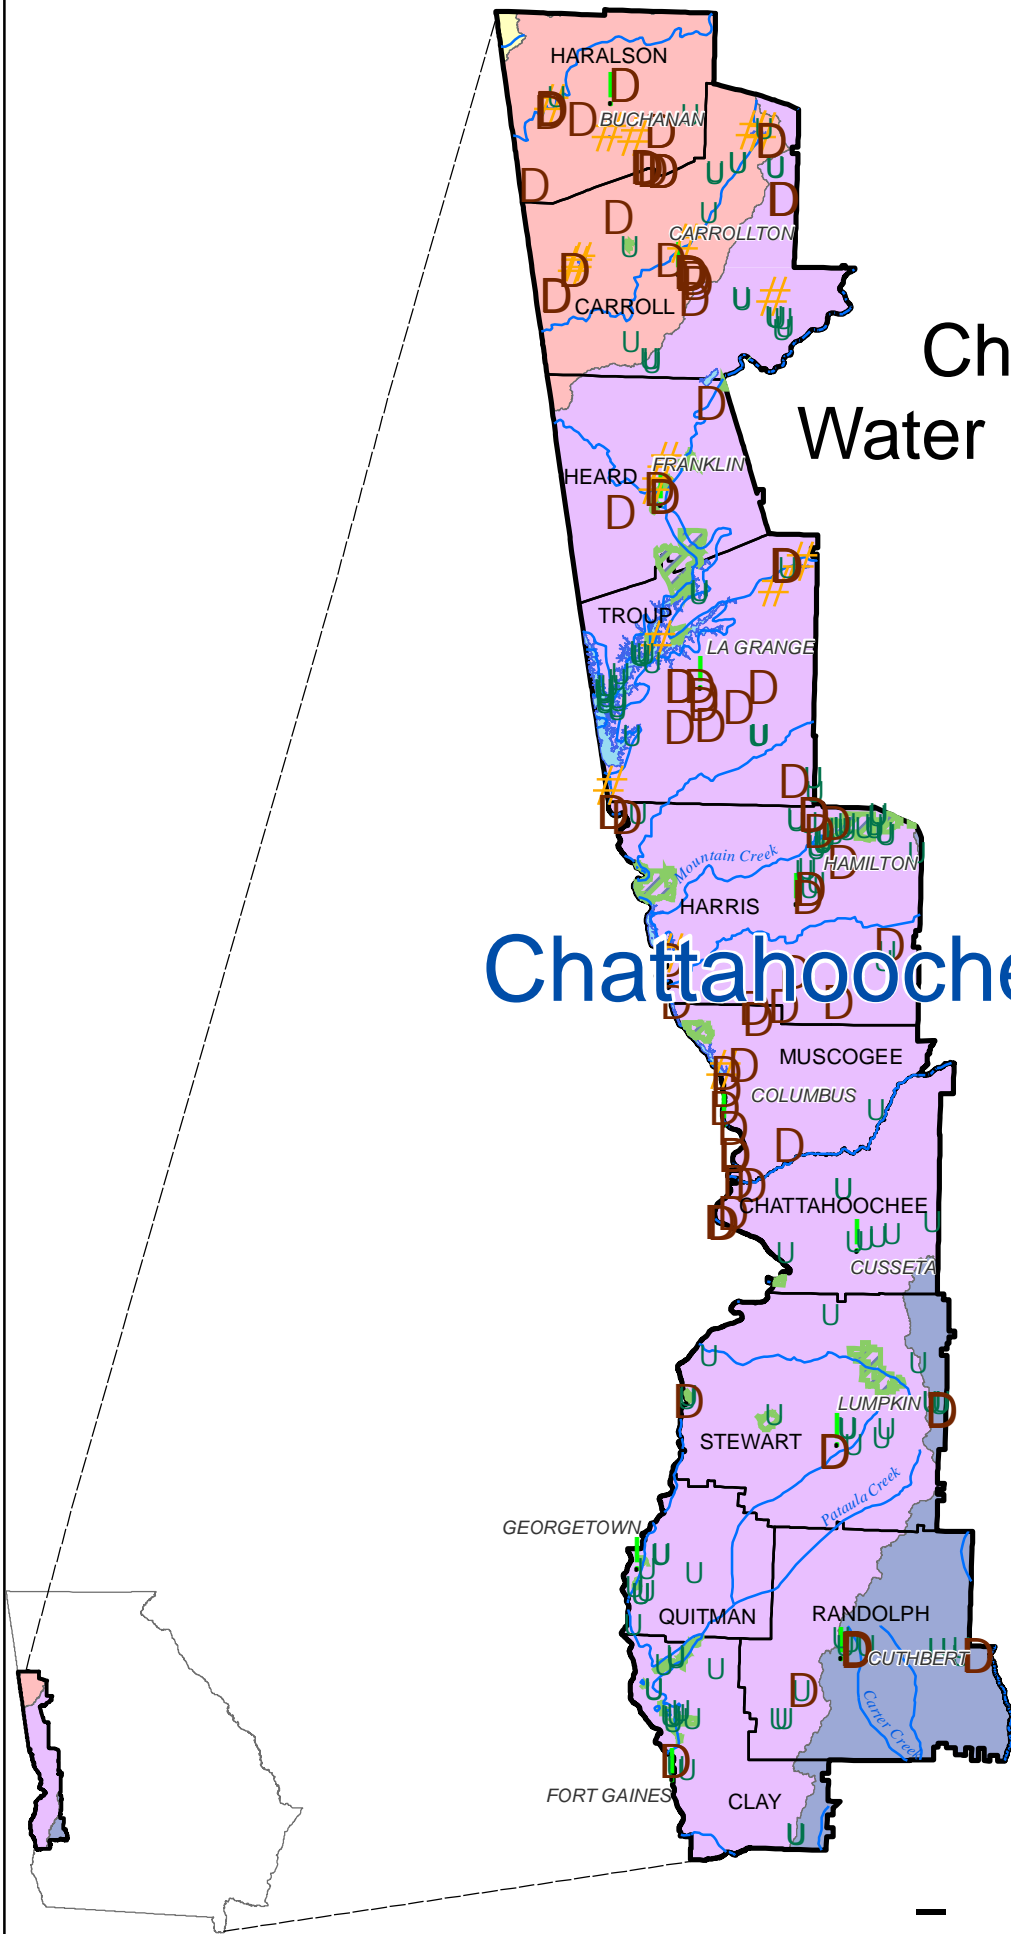 HARALSON
BUCHANAN
CARROLLTON
CARROLL
Ch
Water
HEARD
FRANKLIN
TROUP
LA GRANGE
Mountain Creek
HAMILTON
HARRIS
Chattahooche
MUSCOGEE
COLUMBUS
CHATTAHOOCHEE
CUSSETA
LUMPKIN
STEWART
Pataula Creek
GEORGETOWN
QUITMAN
RANDOLPH
CUTHBERT
Carter Creek
FORT GAINES
CLAY